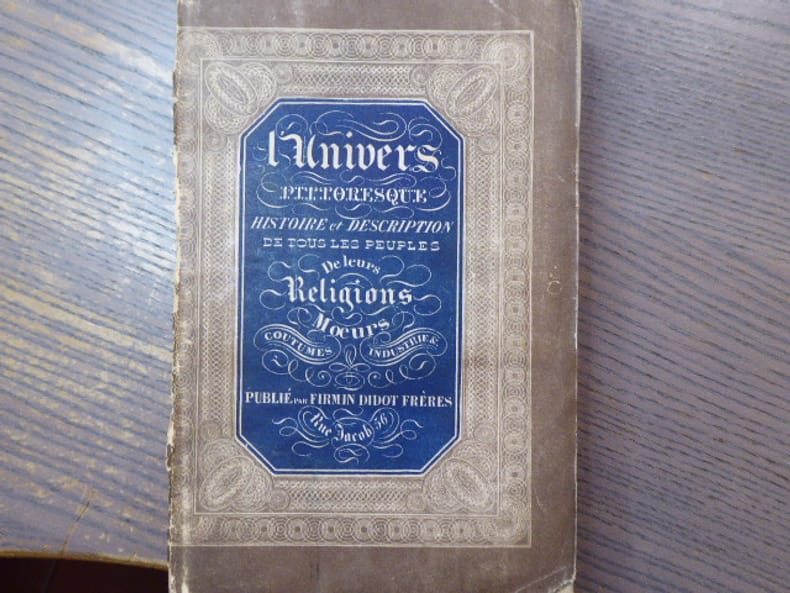 l'Univers
PITTORESQUE
HISTOIRE et DESCRIPTION
DE TOUS LES PEUPLES
De leurs
Religions
Mœurs
COUTUMES INDUSTRIE &c.
PUBLIÉ PAR FIRMIN DIDOT FRÈRES
Rue Jacob 56